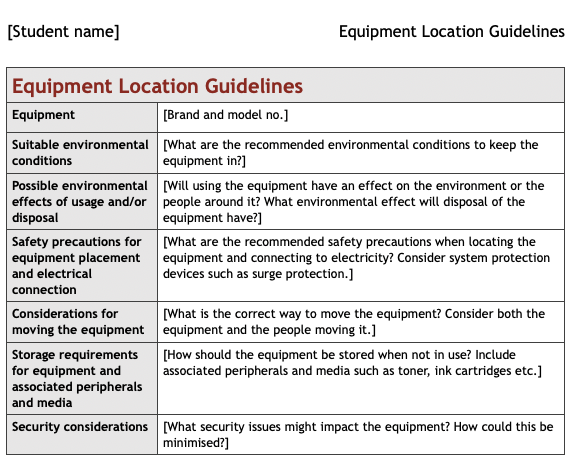 [Student name] Equipment Location Guidelines
Equipment Location Guidelines
Equipment [Brand and model no.]
Suitable environmental conditions
[What are the recommended environmental conditions to keep the
equipment in?]
Possible environmental
effects of usage and/or
disposal
[Will using the equipment have an effect on the environment or the
people around it? What environmental effect will disposal of the
equipment have?]
Safety precautions for
equipment placement
and electrical
connection
[What are the recommended safety precautions when locating the
equipment and connecting to electricity? Consider system protection
devices such as surge protection.]
Considerations for
moving the equipment
[What is the correct way to move the equipment? Consider both the
equipment and the people moving it.]
Storage requirements
for equipment and
associated peripherals
and media
[How should the equipment be stored when not in use? Include
associated peripherals and media such as toner, ink cartridges etc.]
Security considerations
[What security issues might impact the equipment? How could this be
minimised?]